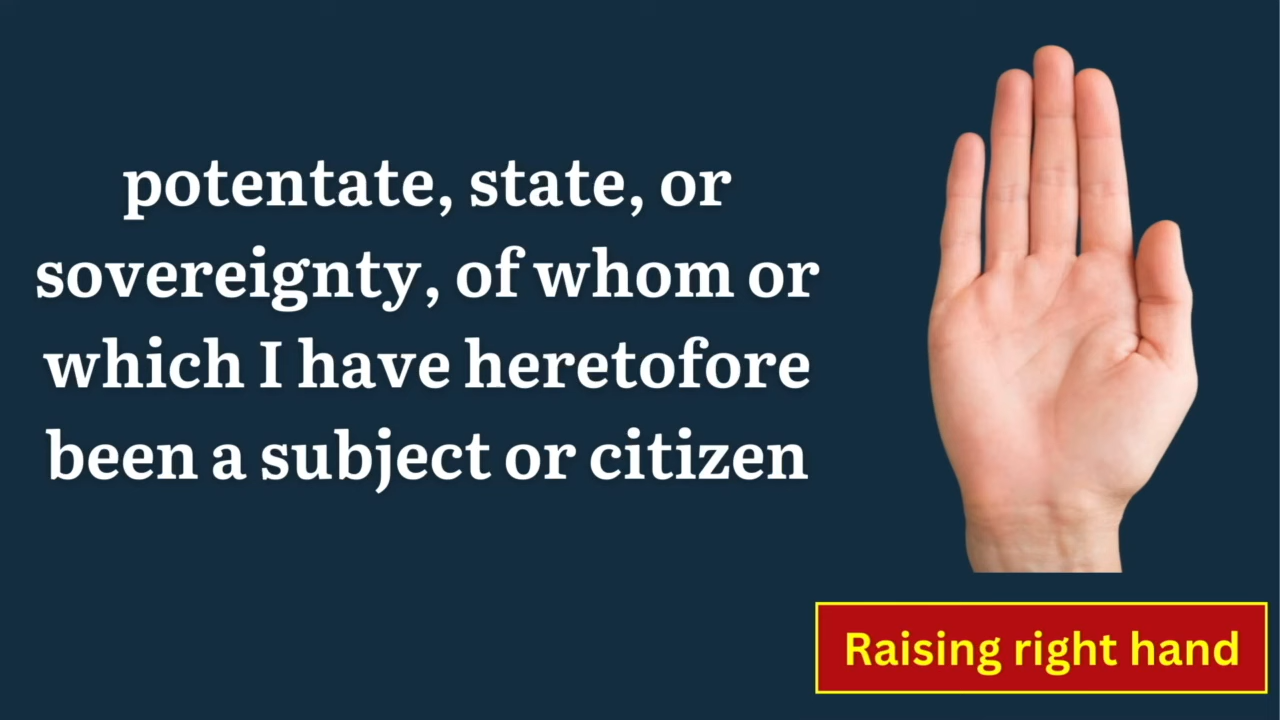 potentate, state, or
sovereignty, of whom or
which I have heretofore
been a subject or citizen
Raising right hand